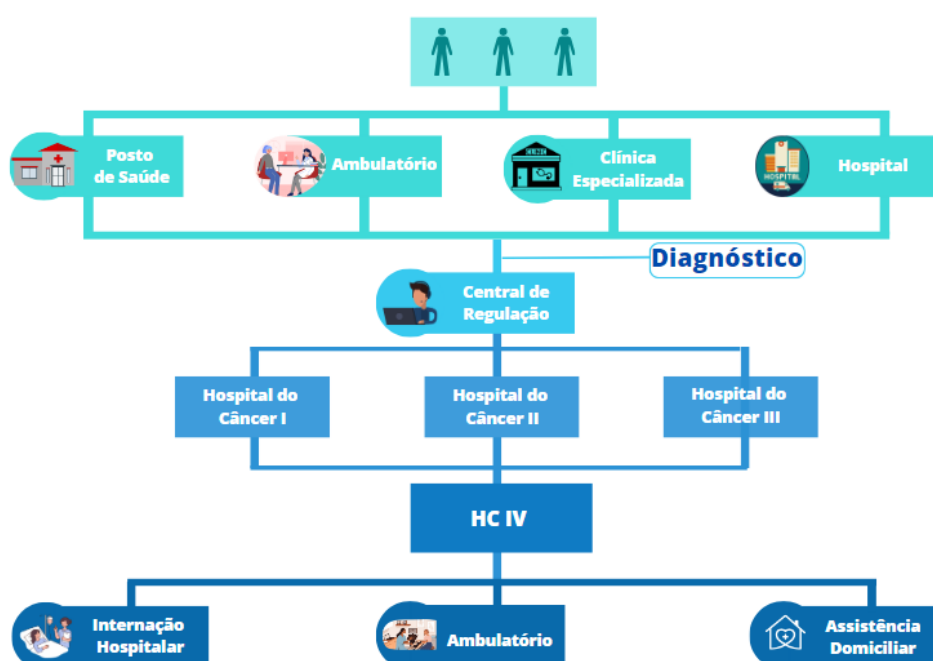 Posto
de Saúde
Ambulatório
Clínica
Especializada
HOSPITAL
Hospital
Diagnóstico
Central de
Regulação
Hospital do
Câncer I
Hospital do
Câncer II
Hospital do
Câncer III
HC IV
Internação
Hospitalar
Ambulatório
Assistência
Domiciliar